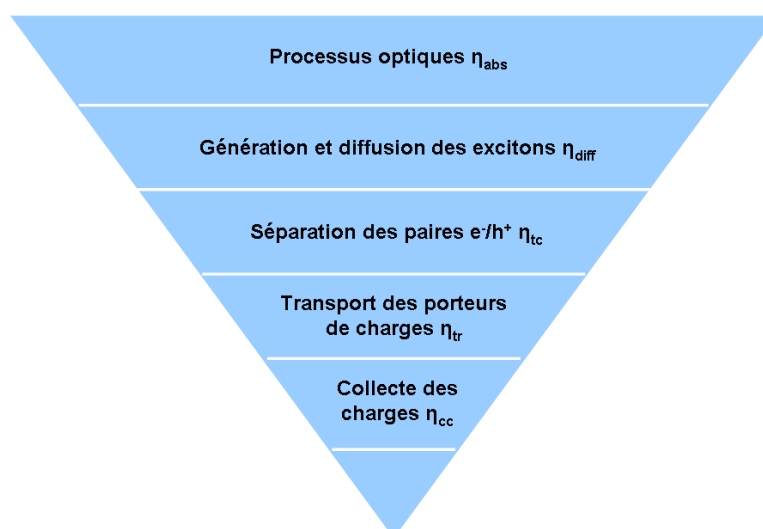 Processus optiques ηabs
Génération et diffusion des excitons ηdiff
Séparation des paires e⁻/h⁺ ηtc
Transport des porteurs
de charges ηtr
Collecte des
charges ηcc